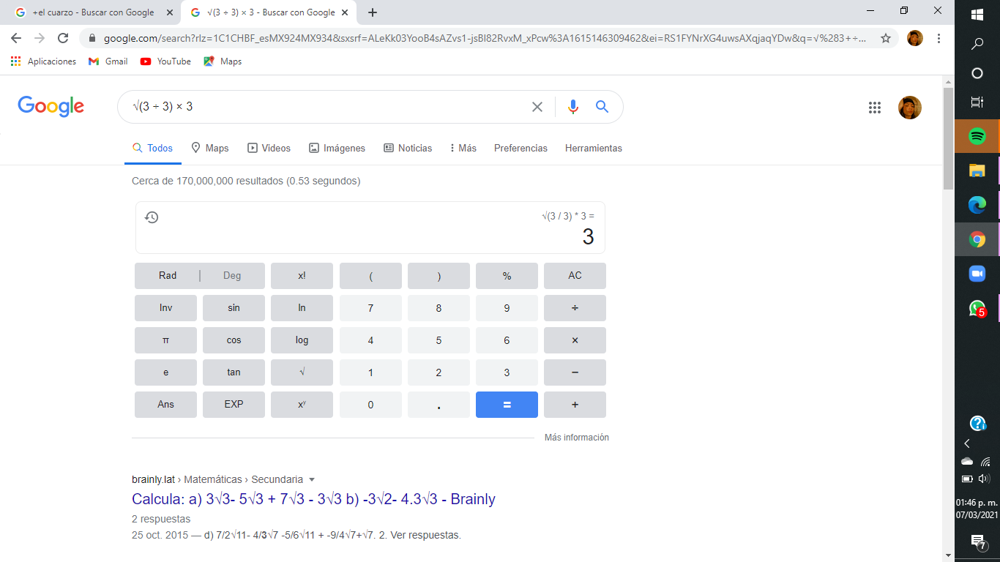 +el cuarzo - Buscar con Google
√(3 ÷ 3) × 3 - Buscar con Google
google.com/search?rlz=1C1CHBF_esMX924MX934&sxsrf=ALeKk03YooB4sAZvs1-jsBI82RvxM_xPcw%3A1615146309462&ei=RS1FYNrXG4uwsAXqjaqYDw&q=√%283+÷...
Aplicaciones Gmail YouTube Maps
Google
√(3 ÷ 3) × 3
Todos Maps Videos Imágenes Noticias Más Preferencias Herramientas
Cerca de 170,000,000 resultados (0.53 segundos)
√(3 / 3) * 3 =
3
Rad | Deg x! ( ) % AC
Inv sin ln 7 8 9 ÷
π cos log 4 5 6 ×
e tan √ 1 2 3 −
Ans EXP xʸ 0 . = +
Más información
brainly.lat › Matemáticas › Secundaria
Calcula: a) 3√3- 5√3 + 7√3 - 3√3 b) -3√2- 4.3√3 - Brainly
2 respuestas
25 oct. 2015 — d) 7/2√11- 4/3√7 -5/6√11 + -9/4√7+√7. 2. Ver respuestas.
5
01:46 p. m.
07/03/2021
7